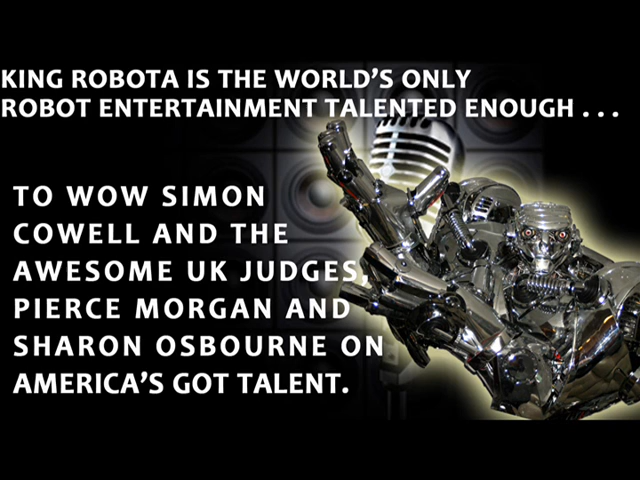 KING ROBOTA IS THE WORLD'S ONLY
ROBOT ENTERTAINMENT TALENTED ENOUGH . . .
TO WOW SIMON
COWELL AND THE
AWESOME UK JUDGES,
PIERCE MORGAN AND
SHARON OSBOURNE ON
AMERICA'S GOT TALENT.